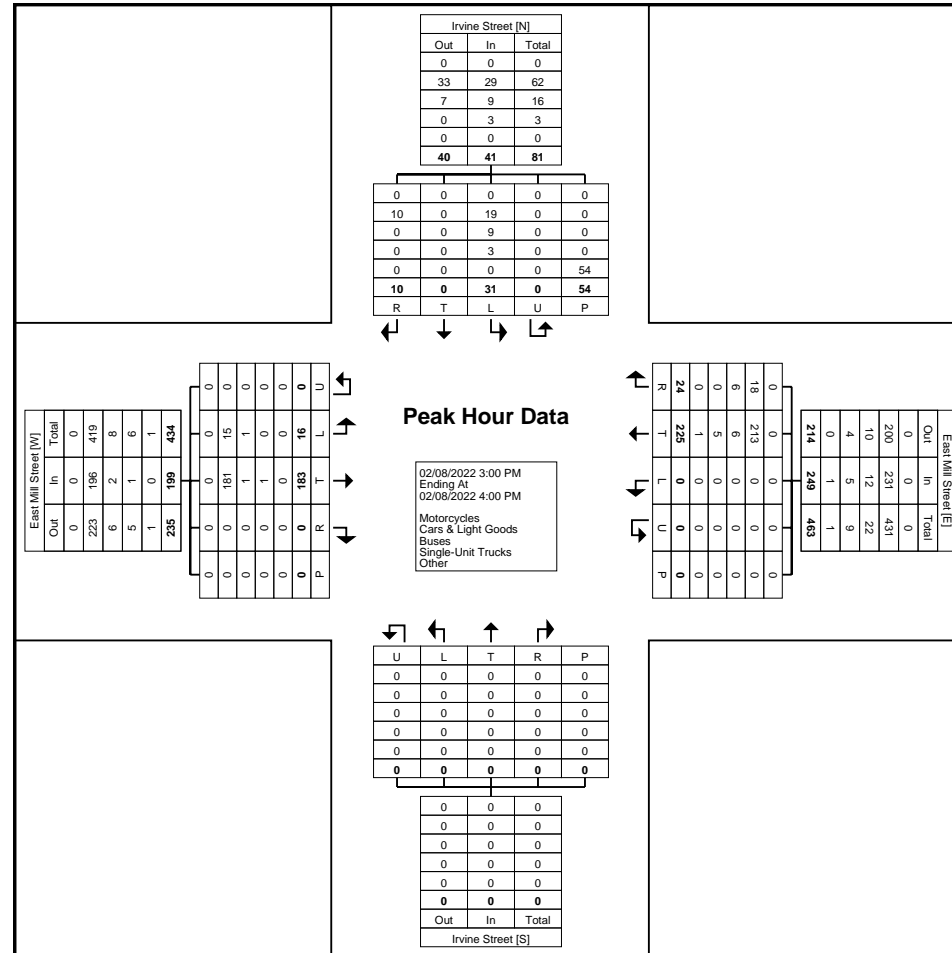 Irvine Street [N]
Out In Total
0 0 0
33 29 62
7 9 16
0 3 3
0 0 0
40 41 81
0 0 0 0 0
10 0 19 0 0
0 0 9 0 0
0 0 3 0 0
0 0 0 0 54
10 0 31 0 54
R T L U P
East Mill Street [W]
Out In Total
0 0 0
223 196 419
6 2 8
5 1 6
1 0 1
235 199 434
0 0 0 0 0
0 0 181 15 0
0 0 1 1 0
0 0 1 0 0
0 0 0 0 0
0 0 183 16 0
P R T L U
Peak Hour Data
02/08/2022 3:00 PM
Ending At
02/08/2022 4:00 PM
Motorcycles
Cars & Light Goods
Buses
Single-Unit Trucks
Other
East Mill Street [E]
Out In Total
0 0 0
200 231 431
10 12 22
4 5 9
0 1 1
214 249 463
0 0 0 0 0
18 213 0 0 0
6 6 0 0 0
0 5 0 0 0
0 1 0 0 0
24 225 0 0 0
R T L U P
U L T R P
0 0 0 0 0
0 0 0 0 0
0 0 0 0 0
0 0 0 0 0
0 0 0 0 0
0 0 0 0 0
0 0 0
0 0 0
0 0 0
0 0 0
0 0 0
0 0 0
Out In Total
Irvine Street [S]